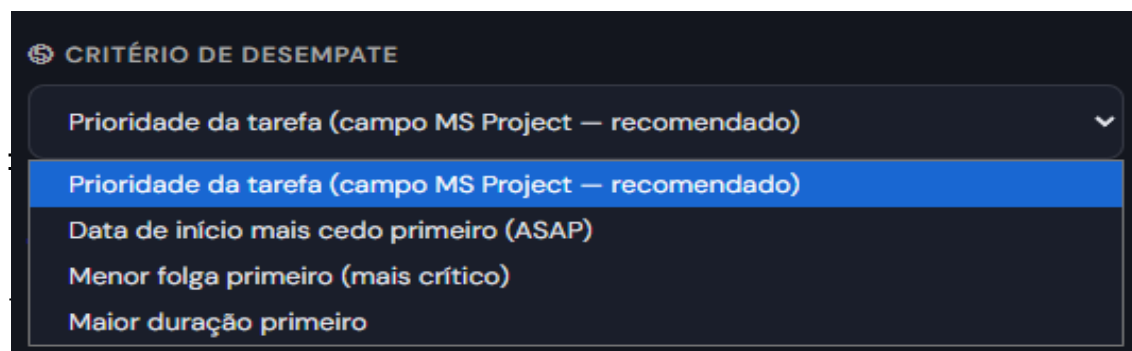 CRITÉRIO DE DESEMPATE
Prioridade da tarefa (campo MS Project — recomendado)
Prioridade da tarefa (campo MS Project — recomendado)
Data de início mais cedo primeiro (ASAP)
Menor folga primeiro (mais crítico)
Maior duração primeiro